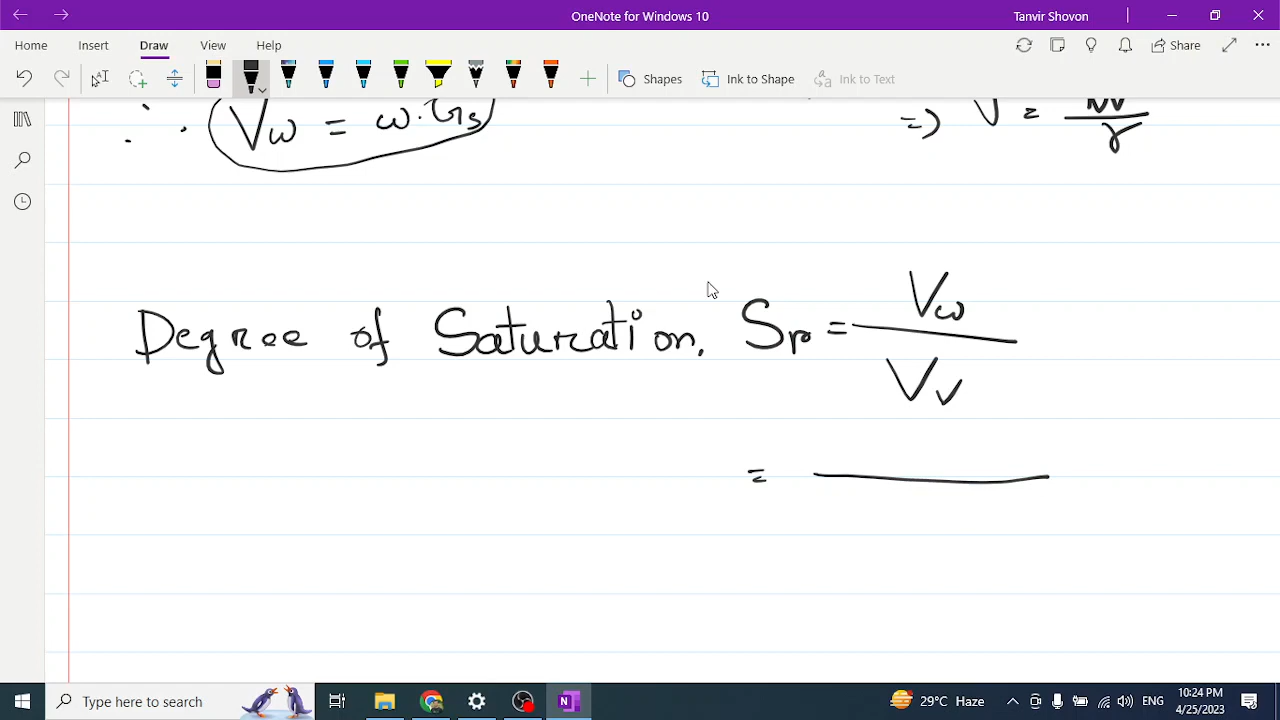 OneNote for Windows 10
Tanvir Shovon
Home Insert Draw View Help
Share
Shapes Ink to Shape Ink to Text
∴ Vω = ω.Gs
=> V = W/γ
Degree of Saturation, Sr = Vω/Vv
=
Type here to search
29°C Haze
ENG
10:24 PM
4/25/2023